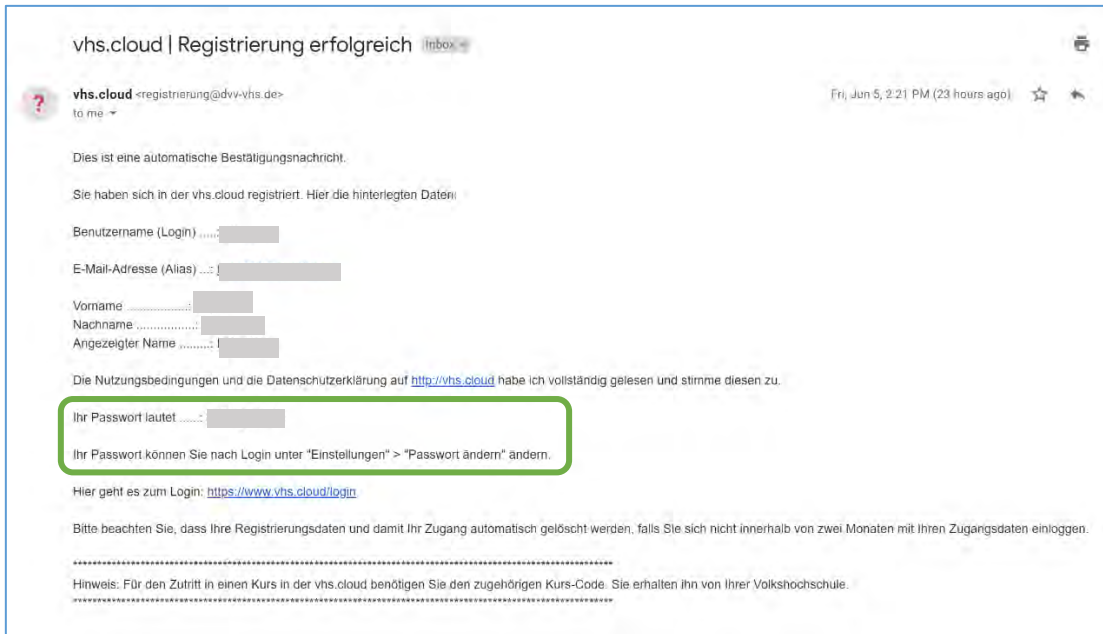 vhs.cloud | Registrierung erfolgreich Inbox
vhs.cloud <registrierung@dvv-vhs.de> Fri, Jun 5, 2:21 PM (23 hours ago)
to me
Dies ist eine automatische Bestätigungsnachricht.
Sie haben sich in der vhs.cloud registriert. Hier die hinterlegten Daten:
Benutzername (Login) .....:
E-Mail-Adresse (Alias) ...:
Vorname ..................:
Nachname .................:
Angezeigter Name .........:
Die Nutzungsbedingungen und die Datenschutzerklärung auf http://vhs.cloud habe ich vollständig gelesen und stimme diesen zu.
Ihr Passwort lautet ......:
Ihr Passwort können Sie nach Login unter "Einstellungen" > "Passwort ändern" ändern.
Hier geht es zum Login: https://www.vhs.cloud/login
Bitte beachten Sie, dass Ihre Registrierungsdaten und damit Ihr Zugang automatisch gelöscht werden, falls Sie sich nicht innerhalb von zwei Monaten mit Ihren Zugangsdaten einloggen.
Hinweis: Für den Zutritt in einen Kurs in der vhs.cloud benötigen Sie den zugehörigen Kurs-Code. Sie erhalten ihn von Ihrer Volkshochschule.